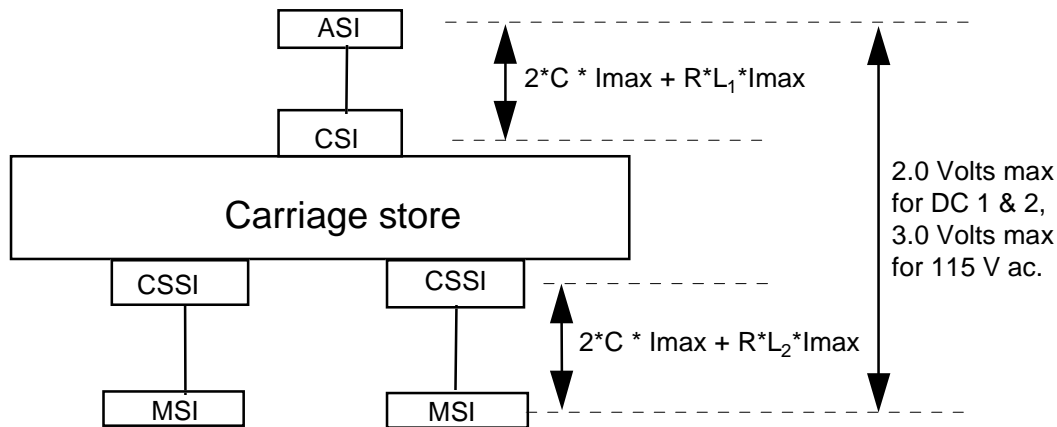 ASI
2*C * Imax + R*L₁*Imax
CSI
Carriage store
2.0 Volts max
for DC 1 & 2,
3.0 Volts max
for 115 V ac.
CSSI
CSSI
2*C * Imax + R*L₂*Imax
MSI
MSI